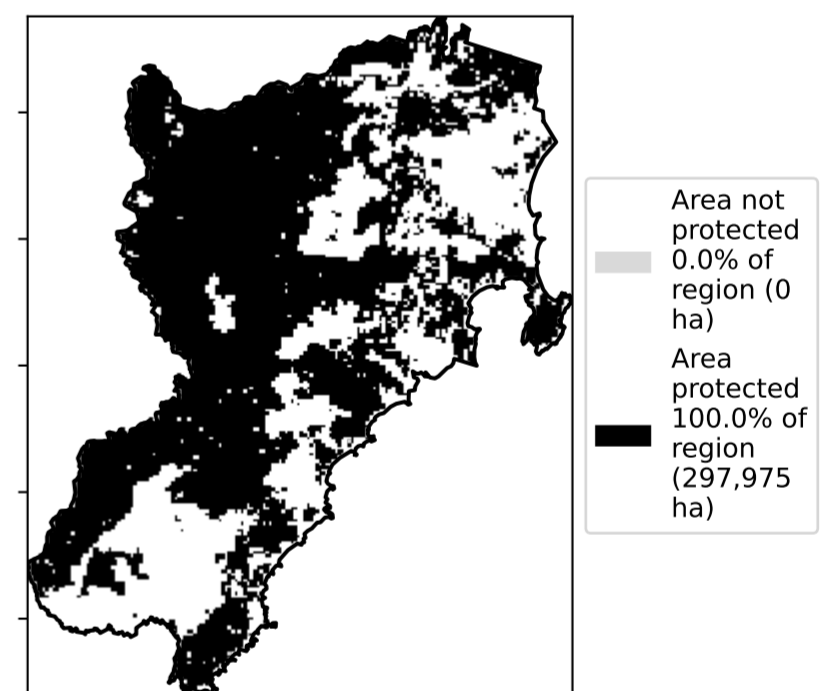 Area not
protected
0.0% of
region (0
ha)
Area
protected
100.0% of
region
(297,975
ha)